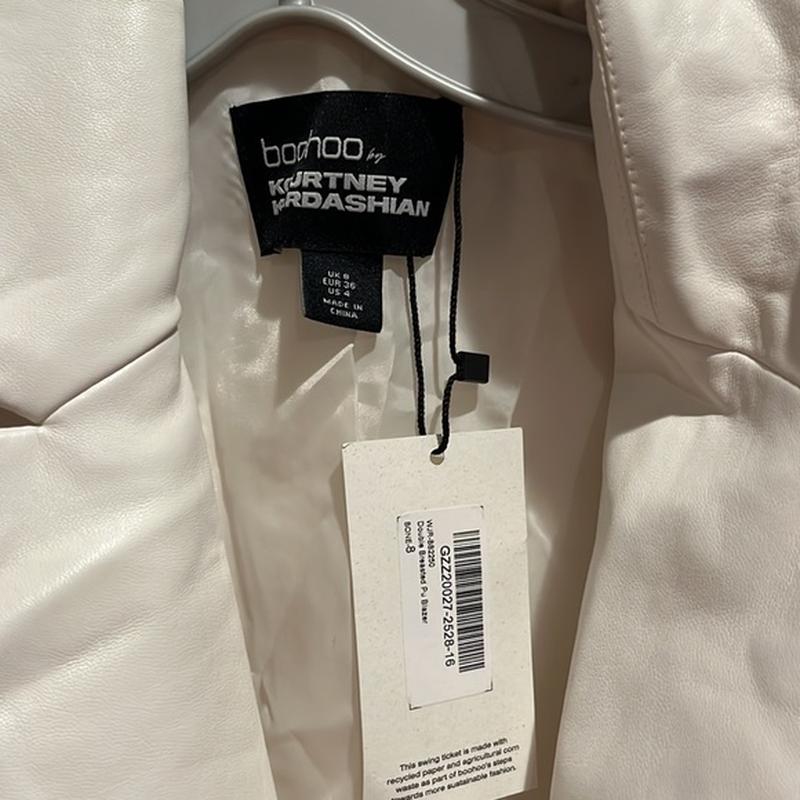 boohoo by
KOURTNEY
KARDASHIAN
UK 8
EUR 36
US 4
MADE IN
CHINA
GZZ20027-2528-16
WJR-882250
Double Breasted Pu Blazer
BONE-8
This swing ticket is made with
recycled paper and agricultural corn
waste as part of boohoo's steps
towards more sustainable fashion.